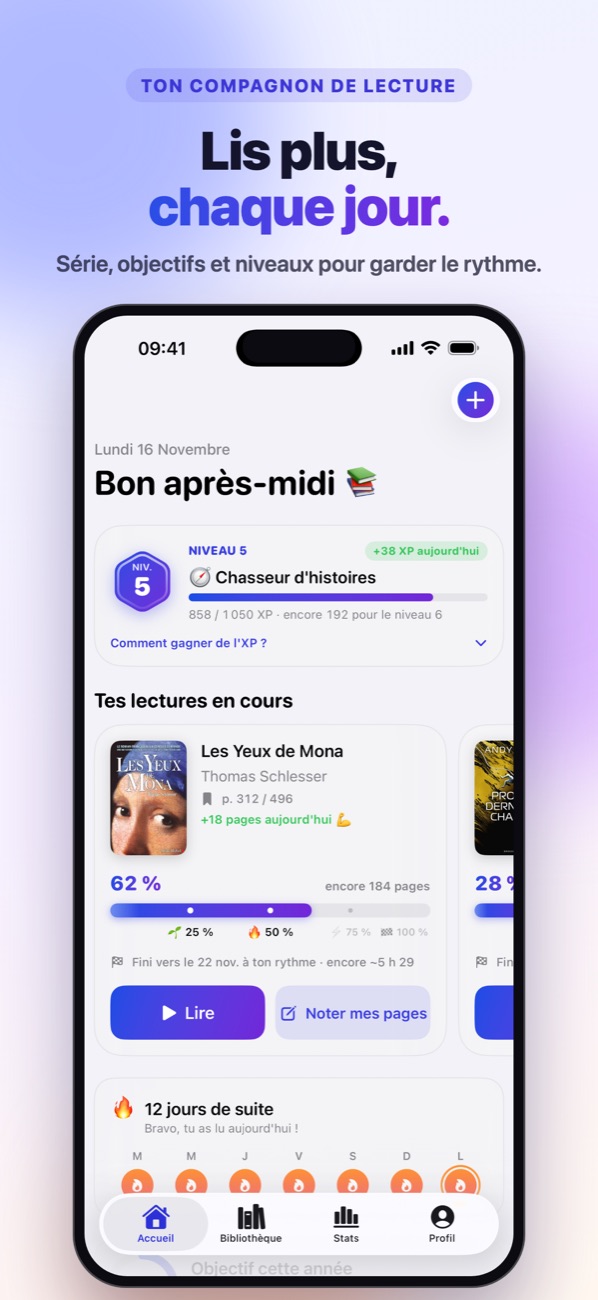 TON COMPAGNON DE LECTURE
Lis plus,
chaque jour.
Série, objectifs et niveaux pour garder le rythme.
09:41
Lundi 16 Novembre
Bon après-midi 📚
NIV.
5
NIVEAU 5
+38 XP aujourd'hui
🧭 Chasseur d'histoires
858 / 1 050 XP · encore 192 pour le niveau 6
Comment gagner de l'XP ?
Tes lectures en cours
LES YEUX
MONA
Les Yeux de Mona
Thomas Schlesser
p. 312 / 496
+18 pages aujourd'hui 💪
ANDY
62 %
encore 184 pages
28 %
🌱 25 %
🔥 50 %
⚡ 75 %
🏁 100 %
Fini vers le 22 nov. à ton rythme · encore ~5 h 29
Fin
Lire
Noter mes pages
🔥 12 jours de suite
Bravo, tu as lu aujourd'hui !
M M J V S D L
Accueil
Bibliothèque
Stats
Profil
Objectif cette année